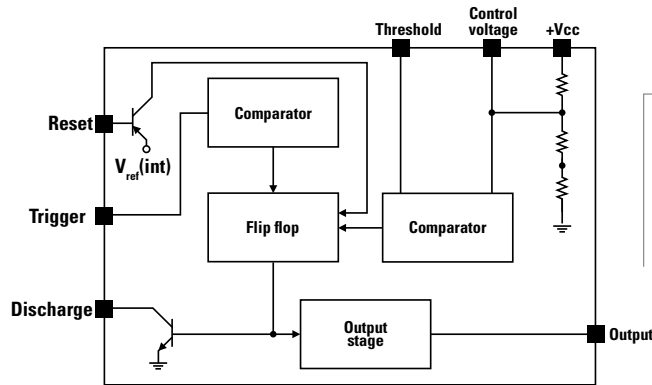 Threshold
Control
voltage
+Vcc
Reset
Comparator
Vref(int)
Trigger
Flip flop
Comparator
Discharge
Output
stage
Output